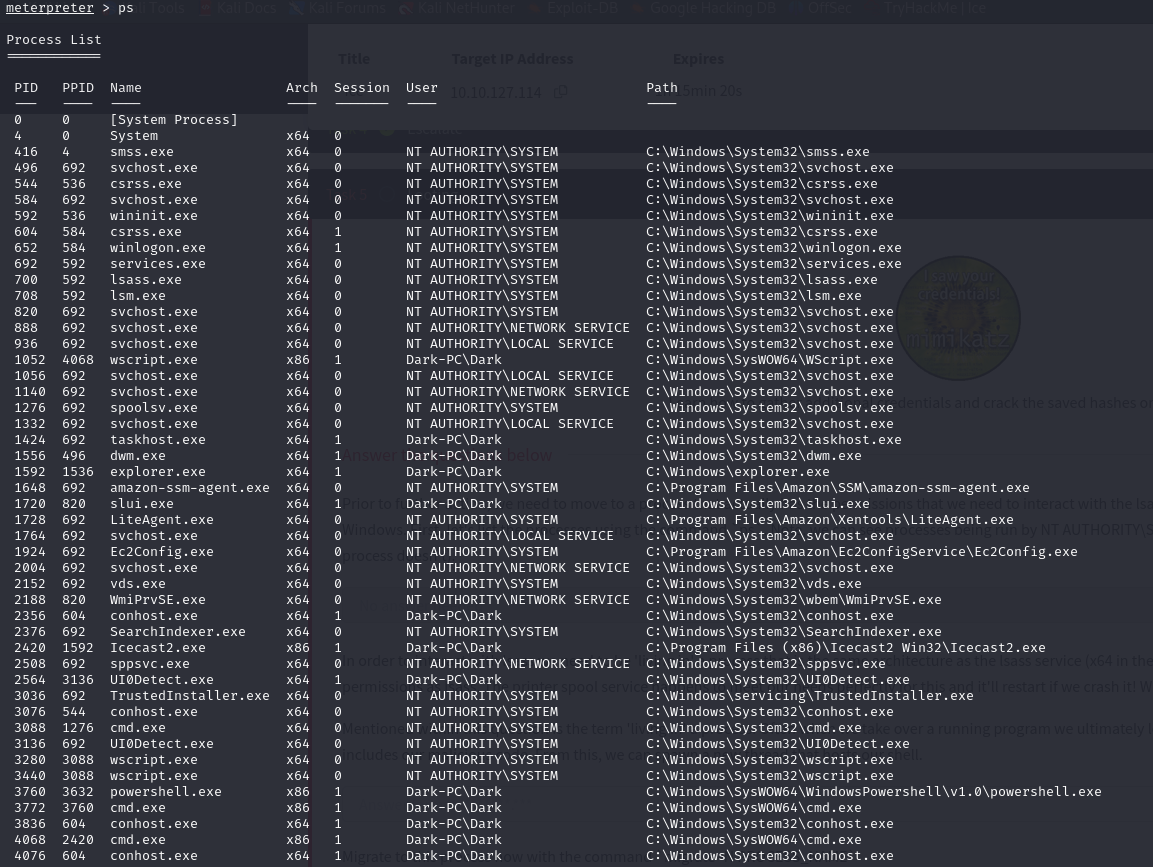 meterpreter > ps
Kali Tools Kali Docs Kali Forums Kali NetHunter Exploit-DB Google Hacking DB OffSec TryHackMe | Ice
Process List
Title Target IP Address Expires
PID PPID Name Arch Session User Path
10.10.127.114 15min 20s
0 0 [System Process]
4 0 System x64 0
416 4 smss.exe x64 0 NT AUTHORITY\SYSTEM C:\Windows\System32\smss.exe
496 692 svchost.exe x64 0 NT AUTHORITY\SYSTEM C:\Windows\System32\svchost.exe
544 536 csrss.exe x64 0 NT AUTHORITY\SYSTEM C:\Windows\System32\csrss.exe
584 692 svchost.exe x64 0 NT AUTHORITY\SYSTEM C:\Windows\System32\svchost.exe
592 536 wininit.exe x64 0 NT AUTHORITY\SYSTEM C:\Windows\System32\wininit.exe
604 584 csrss.exe x64 1 NT AUTHORITY\SYSTEM C:\Windows\System32\csrss.exe
652 584 winlogon.exe x64 1 NT AUTHORITY\SYSTEM C:\Windows\System32\winlogon.exe
692 592 services.exe x64 0 NT AUTHORITY\SYSTEM C:\Windows\System32\services.exe
700 592 lsass.exe x64 0 NT AUTHORITY\SYSTEM C:\Windows\System32\lsass.exe
708 592 lsm.exe x64 0 NT AUTHORITY\SYSTEM C:\Windows\System32\lsm.exe
820 692 svchost.exe x64 0 NT AUTHORITY\SYSTEM C:\Windows\System32\svchost.exe
888 692 svchost.exe x64 0 NT AUTHORITY\NETWORK SERVICE C:\Windows\System32\svchost.exe
936 692 svchost.exe x64 0 NT AUTHORITY\LOCAL SERVICE C:\Windows\System32\svchost.exe
1052 4068 wscript.exe x86 1 Dark-PC\Dark C:\Windows\SysWOW64\WScript.exe
1056 692 svchost.exe x64 0 NT AUTHORITY\LOCAL SERVICE C:\Windows\System32\svchost.exe
1140 692 svchost.exe x64 0 NT AUTHORITY\NETWORK SERVICE C:\Windows\System32\svchost.exe
1276 692 spoolsv.exe x64 0 NT AUTHORITY\SYSTEM C:\Windows\System32\spoolsv.exe
1332 692 svchost.exe x64 0 NT AUTHORITY\LOCAL SERVICE C:\Windows\System32\svchost.exe
1424 692 taskhost.exe x64 1 Dark-PC\Dark C:\Windows\System32\taskhost.exe
1556 496 dwm.exe x64 1 Dark-PC\Dark C:\Windows\System32\dwm.exe
1592 1536 explorer.exe x64 1 Dark-PC\Dark C:\Windows\explorer.exe
1648 692 amazon-ssm-agent.exe x64 0 NT AUTHORITY\SYSTEM C:\Program Files\Amazon\SSM\amazon-ssm-agent.exe
1720 820 slui.exe x64 1 Dark-PC\Dark C:\Windows\System32\slui.exe
1728 692 LiteAgent.exe x64 0 NT AUTHORITY\SYSTEM C:\Program Files\Amazon\Xentools\LiteAgent.exe
1764 692 svchost.exe x64 0 NT AUTHORITY\LOCAL SERVICE C:\Windows\System32\svchost.exe
1924 692 Ec2Config.exe x64 0 NT AUTHORITY\SYSTEM C:\Program Files\Amazon\Ec2ConfigService\Ec2Config.exe
2004 692 svchost.exe x64 0 NT AUTHORITY\NETWORK SERVICE C:\Windows\System32\svchost.exe
2152 692 vds.exe x64 0 NT AUTHORITY\SYSTEM C:\Windows\System32\vds.exe
2188 820 WmiPrvSE.exe x64 0 NT AUTHORITY\NETWORK SERVICE C:\Windows\System32\wbem\WmiPrvSE.exe
2356 604 conhost.exe x64 1 Dark-PC\Dark C:\Windows\System32\conhost.exe
2376 692 SearchIndexer.exe x64 0 NT AUTHORITY\SYSTEM C:\Windows\System32\SearchIndexer.exe
2420 1592 Icecast2.exe x86 1 Dark-PC\Dark C:\Program Files (x86)\Icecast2 Win32\Icecast2.exe
2508 692 sppsvc.exe x64 0 NT AUTHORITY\NETWORK SERVICE C:\Windows\System32\sppsvc.exe
2564 3136 UI0Detect.exe x64 1 Dark-PC\Dark C:\Windows\System32\UI0Detect.exe
3036 692 TrustedInstaller.exe x64 0 NT AUTHORITY\SYSTEM C:\Windows\servicing\TrustedInstaller.exe
3076 544 conhost.exe x64 0 NT AUTHORITY\SYSTEM C:\Windows\System32\conhost.exe
3088 1276 cmd.exe x64 0 NT AUTHORITY\SYSTEM C:\Windows\System32\cmd.exe
3136 692 UI0Detect.exe x64 0 NT AUTHORITY\SYSTEM C:\Windows\System32\UI0Detect.exe
3280 3088 wscript.exe x64 0 NT AUTHORITY\SYSTEM C:\Windows\System32\wscript.exe
3440 3088 wscript.exe x64 0 NT AUTHORITY\SYSTEM C:\Windows\System32\wscript.exe
3760 3632 powershell.exe x86 1 Dark-PC\Dark C:\Windows\SysWOW64\WindowsPowershell\v1.0\powershell.exe
3772 3760 cmd.exe x86 1 Dark-PC\Dark C:\Windows\SysWOW64\cmd.exe
3836 604 conhost.exe x64 1 Dark-PC\Dark C:\Windows\System32\conhost.exe
4068 2420 cmd.exe x86 1 Dark-PC\Dark C:\Windows\SysWOW64\cmd.exe
4076 604 conhost.exe x64 1 Dark-PC\Dark C:\Windows\System32\conhost.exe